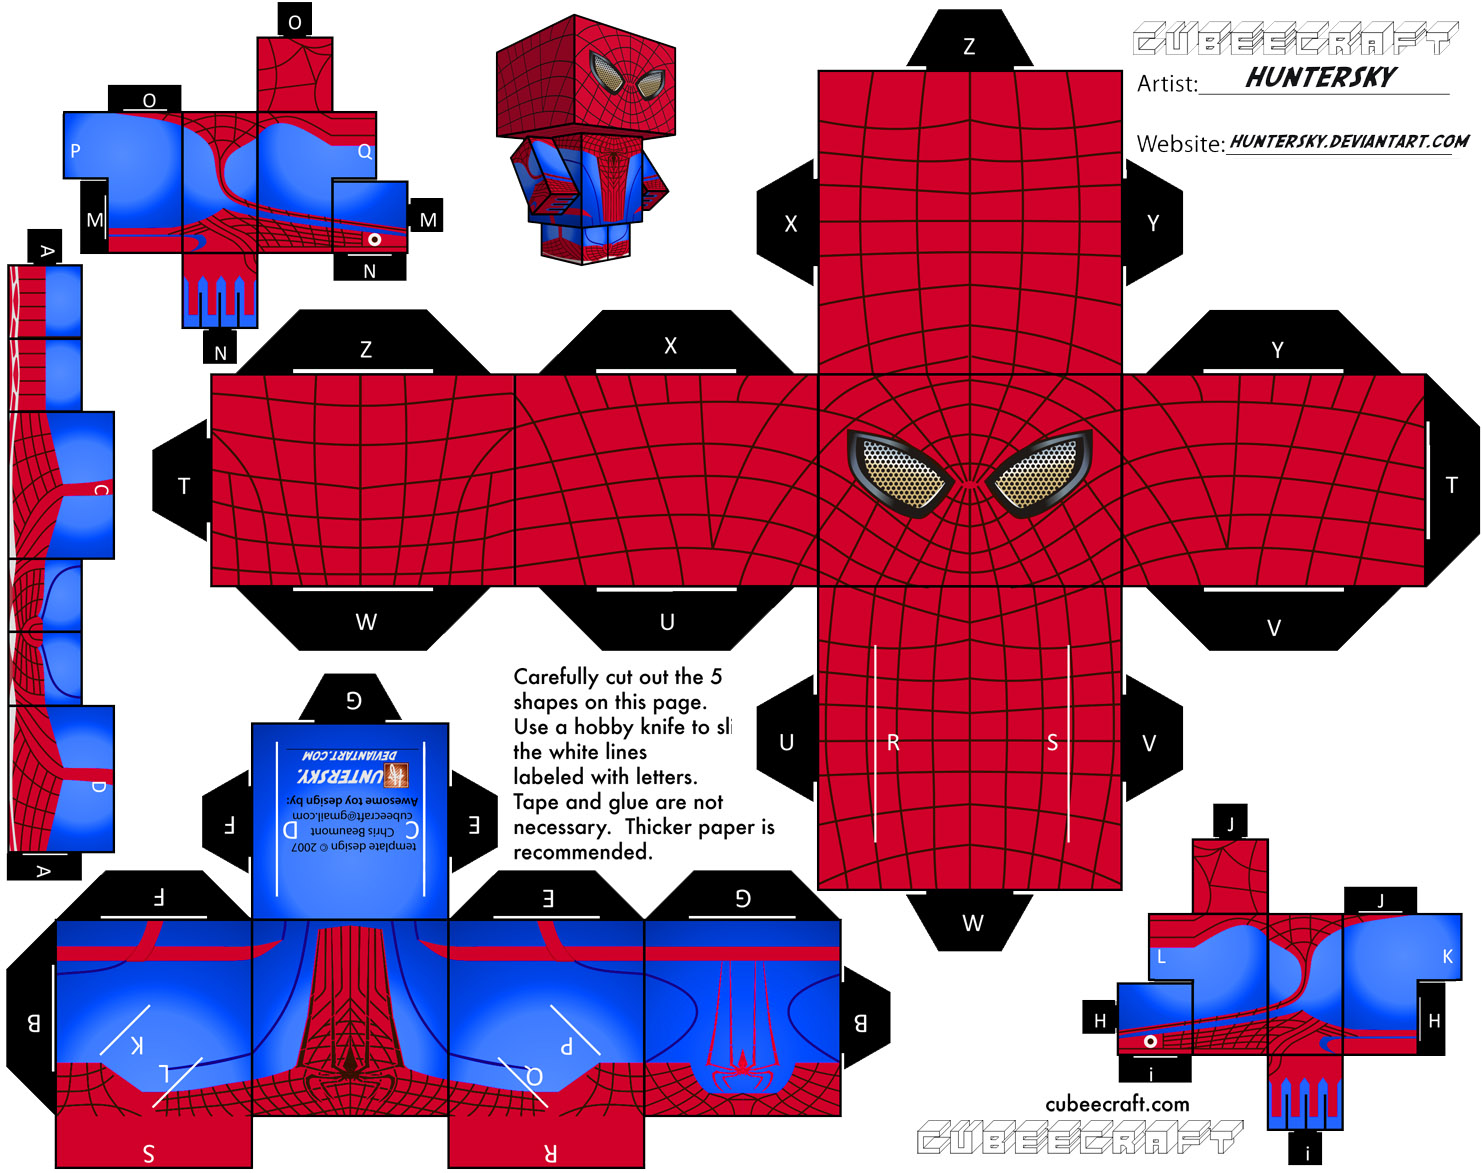 CUBEECRAFT
Artist: HUNTERSKY
Website: HUNTERSKY.DEVIANTART.COM
O
O
P
Q
M
M
N
N
A
C
D
A
Z
X
Y
Z
X
Y
T
T
W
U
V
U
R
S
V
W
Carefully cut out the 5
shapes on this page.
Use a hobby knife to sli
the white lines
labeled with letters.
Tape and glue are not
necessary. Thicker paper is
recommended.
G
F
E
template design © 2007
Chris Beaumont
cubeecraft@gmail.com
Awesome toy design by:
UNTERSKY.
DEVIANTART.COM
D
C
F
E
G
B
B
K
L
P
Q
S
R
J
J
L
K
H
H
i
i
cubeecraft.com
CUBEECRAFT